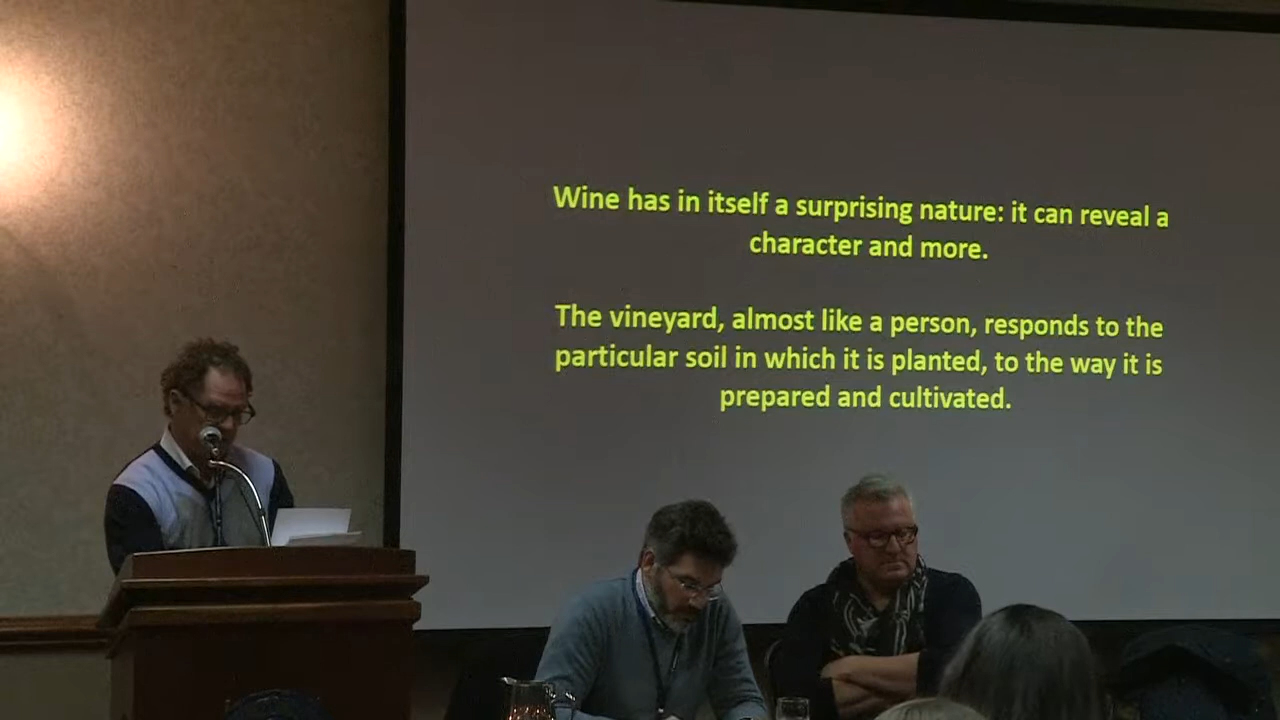 Wine has in itself a surprising nature: it can reveal a
character and more.
The vineyard, almost like a person, responds to the
particular soil in which it is planted, to the way it is
prepared and cultivated.